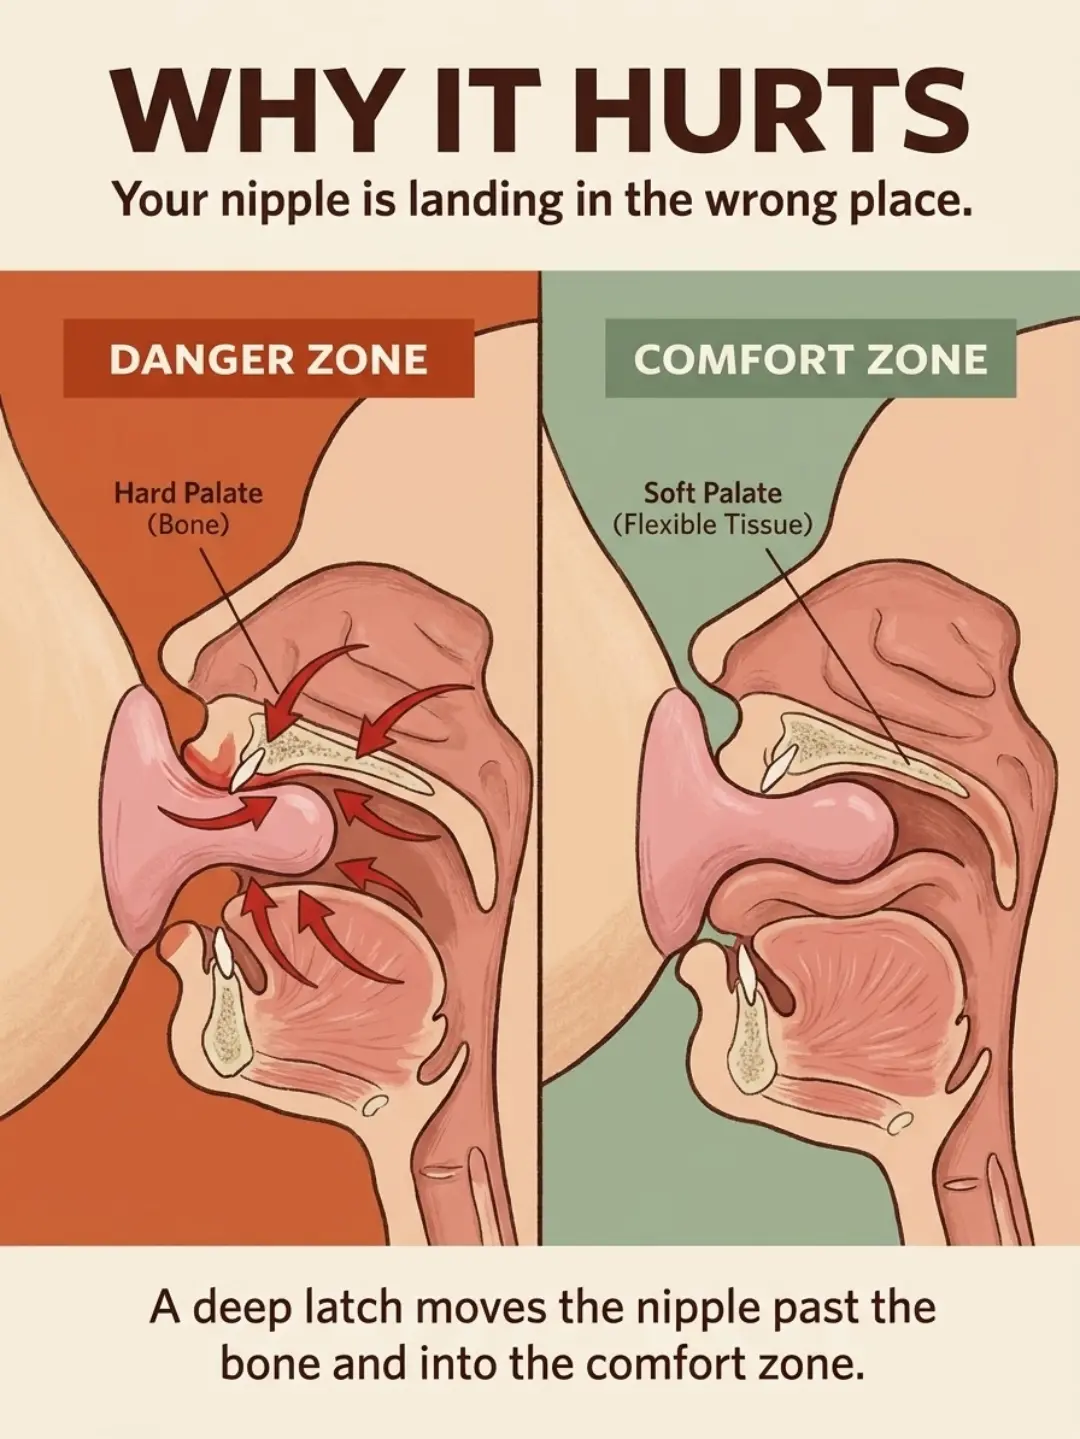 WHY IT HURTS
Your nipple is landing in the wrong place.
DANGER ZONE
Hard Palate
(Bone)
COMFORT ZONE
Soft Palate
(Flexible Tissue)
A deep latch moves the nipple past the
bone and into the comfort zone.